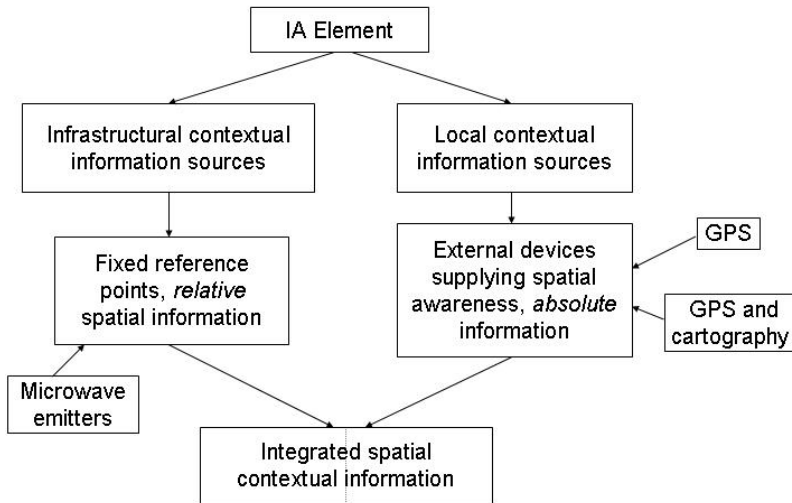 IA Element
Infrastructural contextual
information sources
Local contextual
information sources
Fixed reference
points, relative
spatial information
External devices
supplying spatial
awareness, absolute
information
GPS
GPS and
cartography
Microwave
emitters
Integrated spatial
contextual information